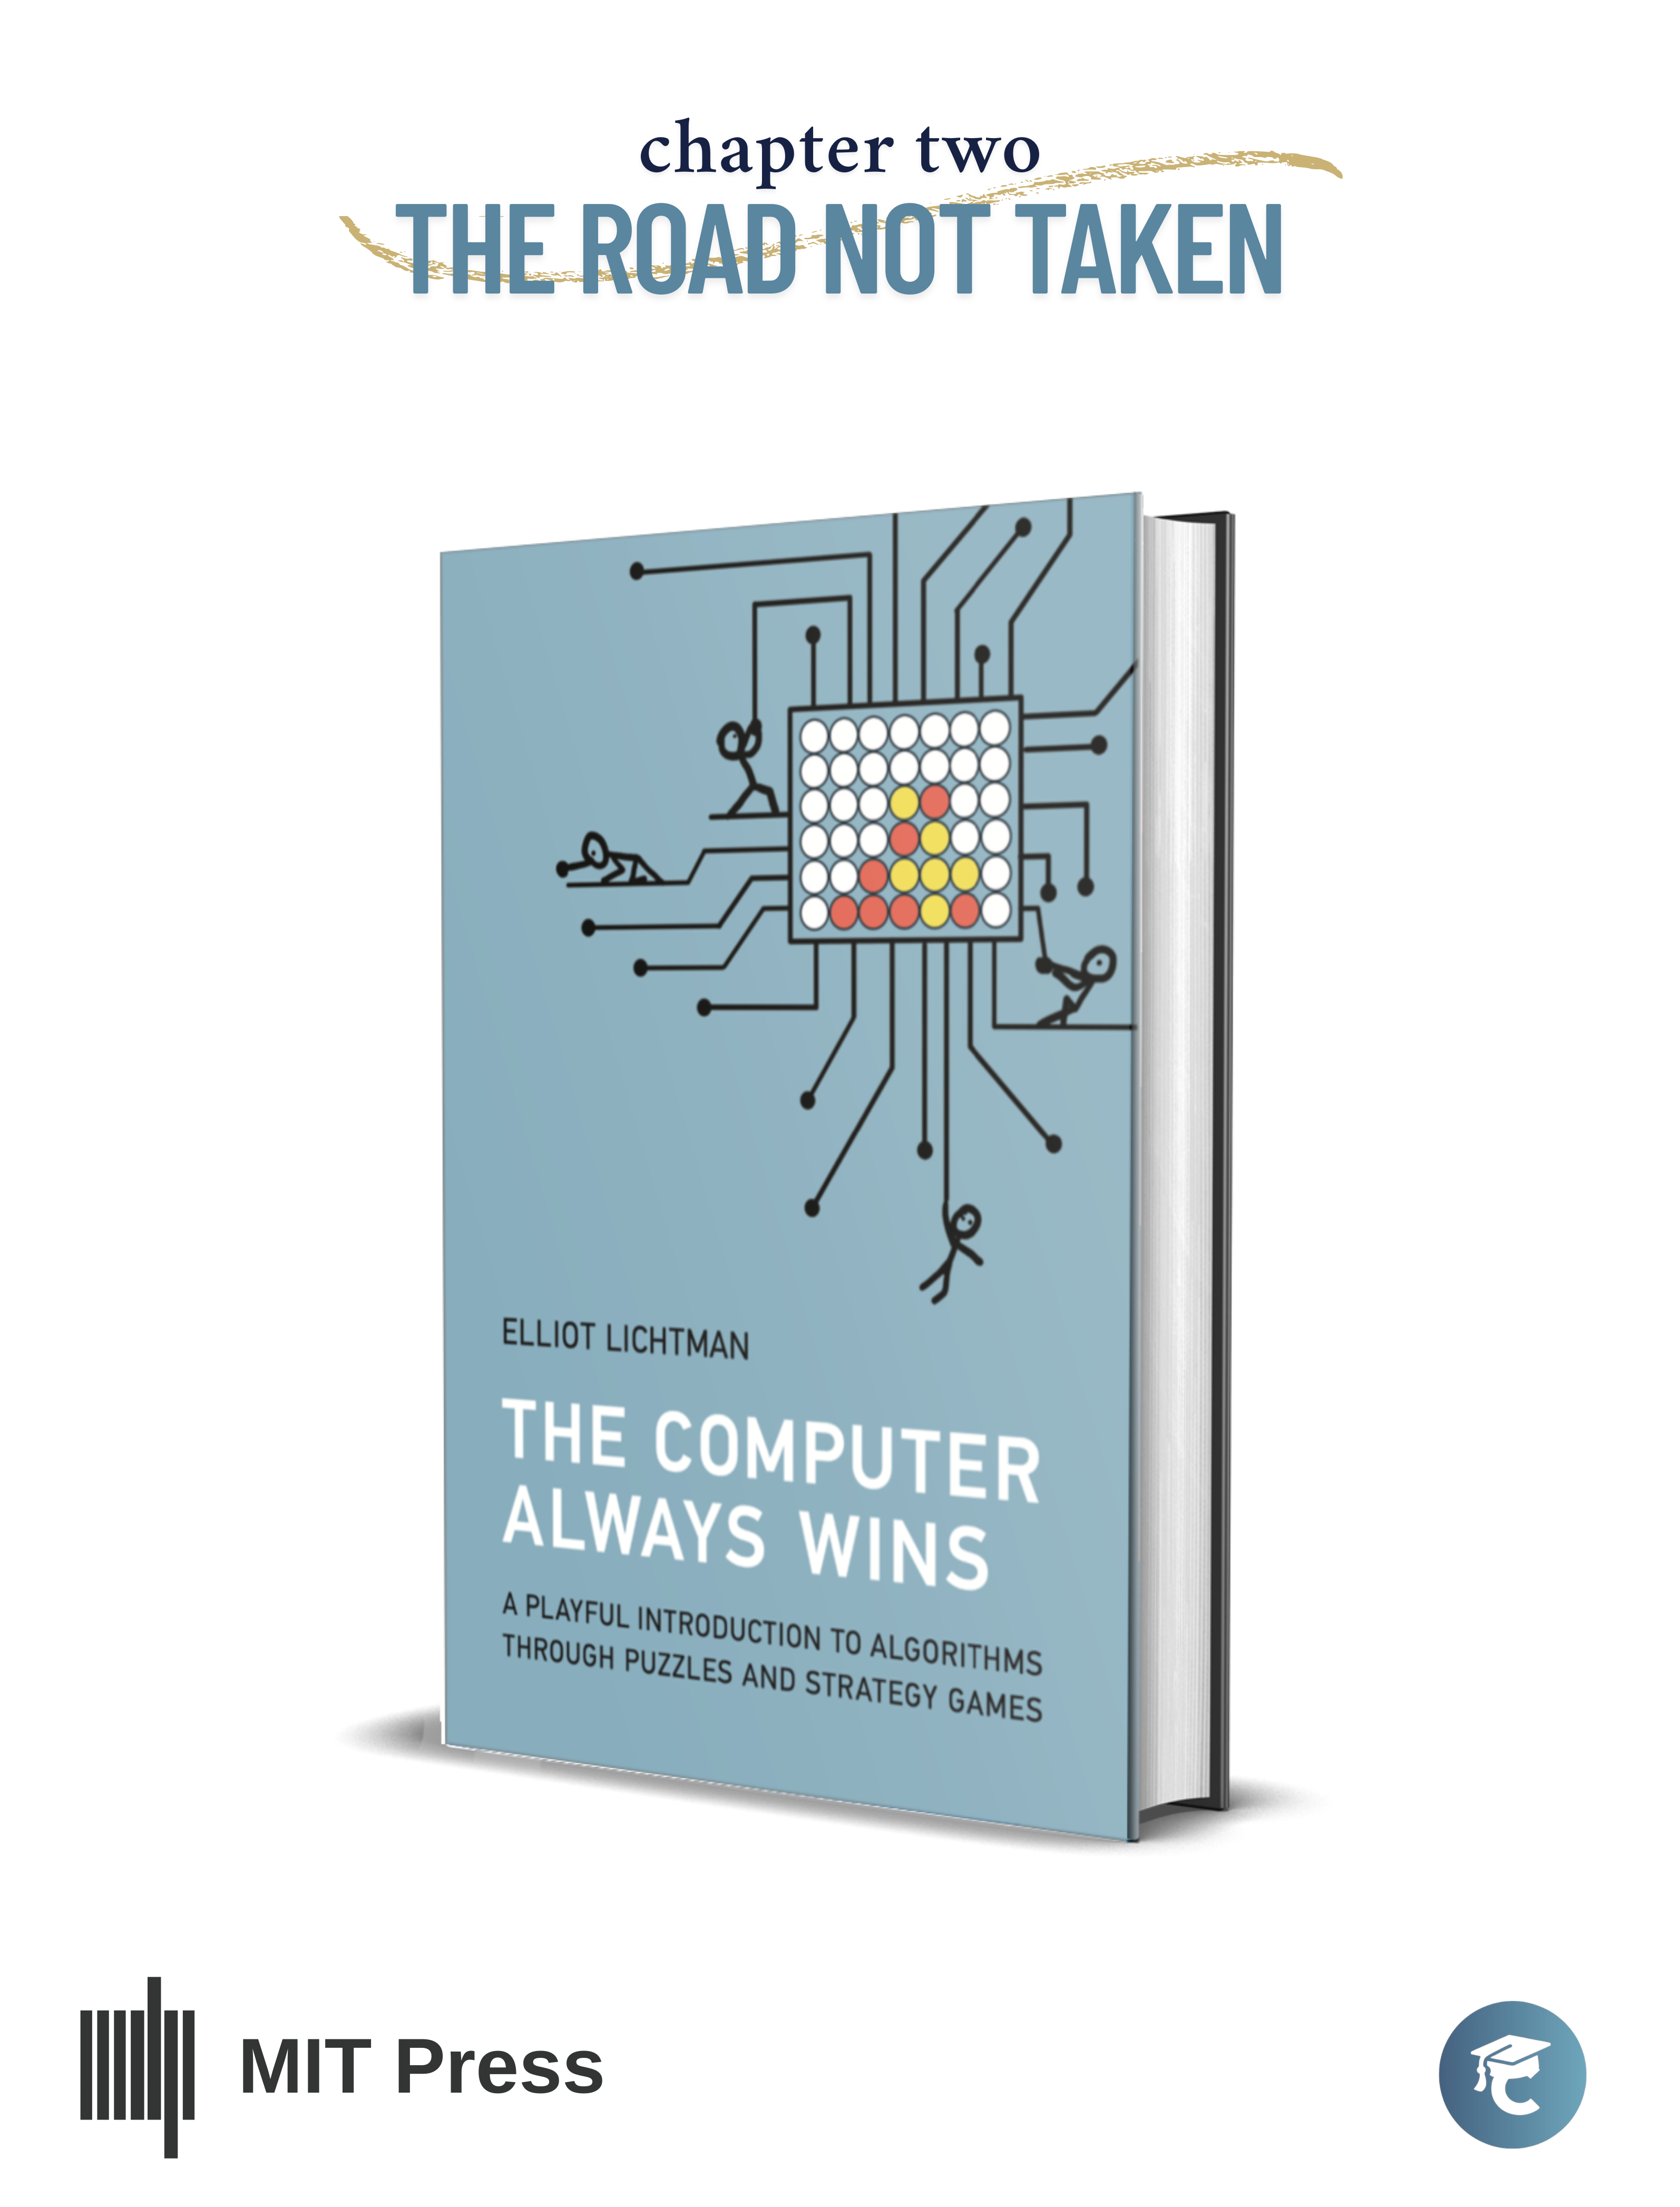 chapter two
THE ROAD NOT TAKEN
ELLIOT LICHTMAN
THE COMPUTER
ALWAYS WINS
A PLAYFUL INTRODUCTION TO ALGORITHMS
THROUGH PUZZLES AND STRATEGY GAMES
MIT Press